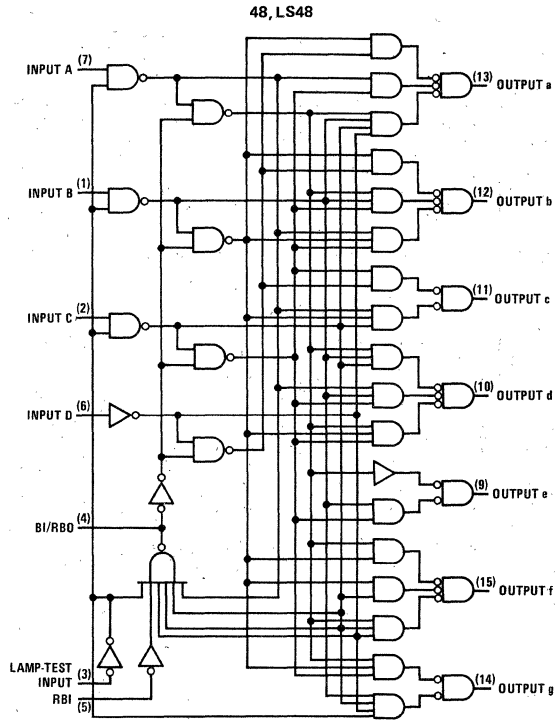 48, LS48
INPUT A (7)
(13) OUTPUT a
INPUT B (1)
(12) OUTPUT b
(11) OUTPUT c
INPUT C (2)
(10) OUTPUT d
INPUT D (6)
(9) OUTPUT e
BI/RBO (4)
(15) OUTPUT f
LAMP-TEST
INPUT (3)
RBI
(5)
(14) OUTPUT g